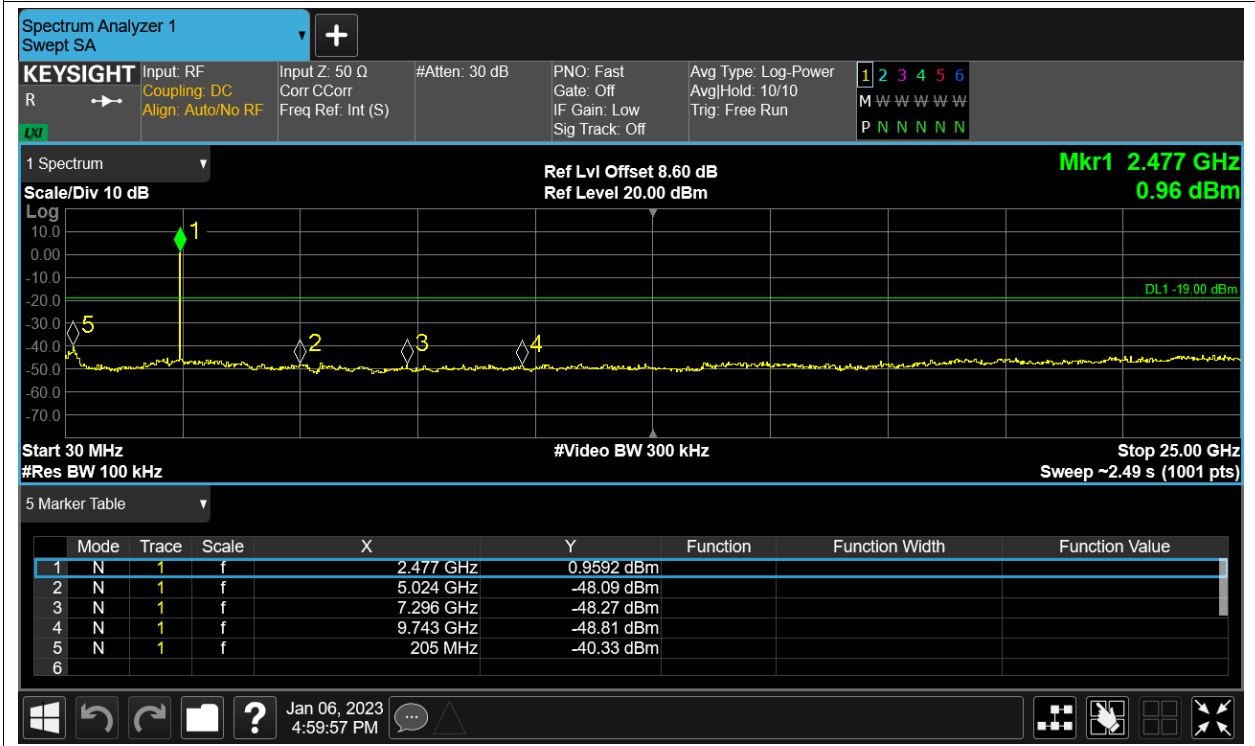 Spectrum Analyzer 1
Swept SA
+
KEYSIGHT
R
LXI
Input: RF
Coupling: DC
Align: Auto/No RF
Input Z: 50 Ω
Corr CCorr
Freq Ref: Int (S)
#Atten: 30 dB
PNO: Fast
Gate: Off
IF Gain: Low
Sig Track: Off
Avg Type: Log-Power
Avg|Hold: 10/10
Trig: Free Run
1 2 3 4 5 6
M W W W W W
P N N N N N
1 Spectrum
Scale/Div 10 dB
Ref Lvl Offset 8.60 dB
Ref Level 20.00 dBm
Mkr1 2.477 GHz
0.96 dBm
Log
10.0
0.00
-10.0
-20.0
-30.0
-40.0
-50.0
-60.0
-70.0
1
DL1 -19.00 dBm
5
2
3
4
Start 30 MHz
#Res BW 100 kHz
#Video BW 300 kHz
Stop 25.00 GHz
Sweep ~2.49 s (1001 pts)
5 Marker Table
Mode Trace Scale X Y Function Function Width Function Value
1 N 1 f 2.477 GHz 0.9592 dBm
2 N 1 f 5.024 GHz -48.09 dBm
3 N 1 f 7.296 GHz -48.27 dBm
4 N 1 f 9.743 GHz -48.81 dBm
5 N 1 f 205 MHz -40.33 dBm
6
?
Jan 06, 2023
4:59:57 PM